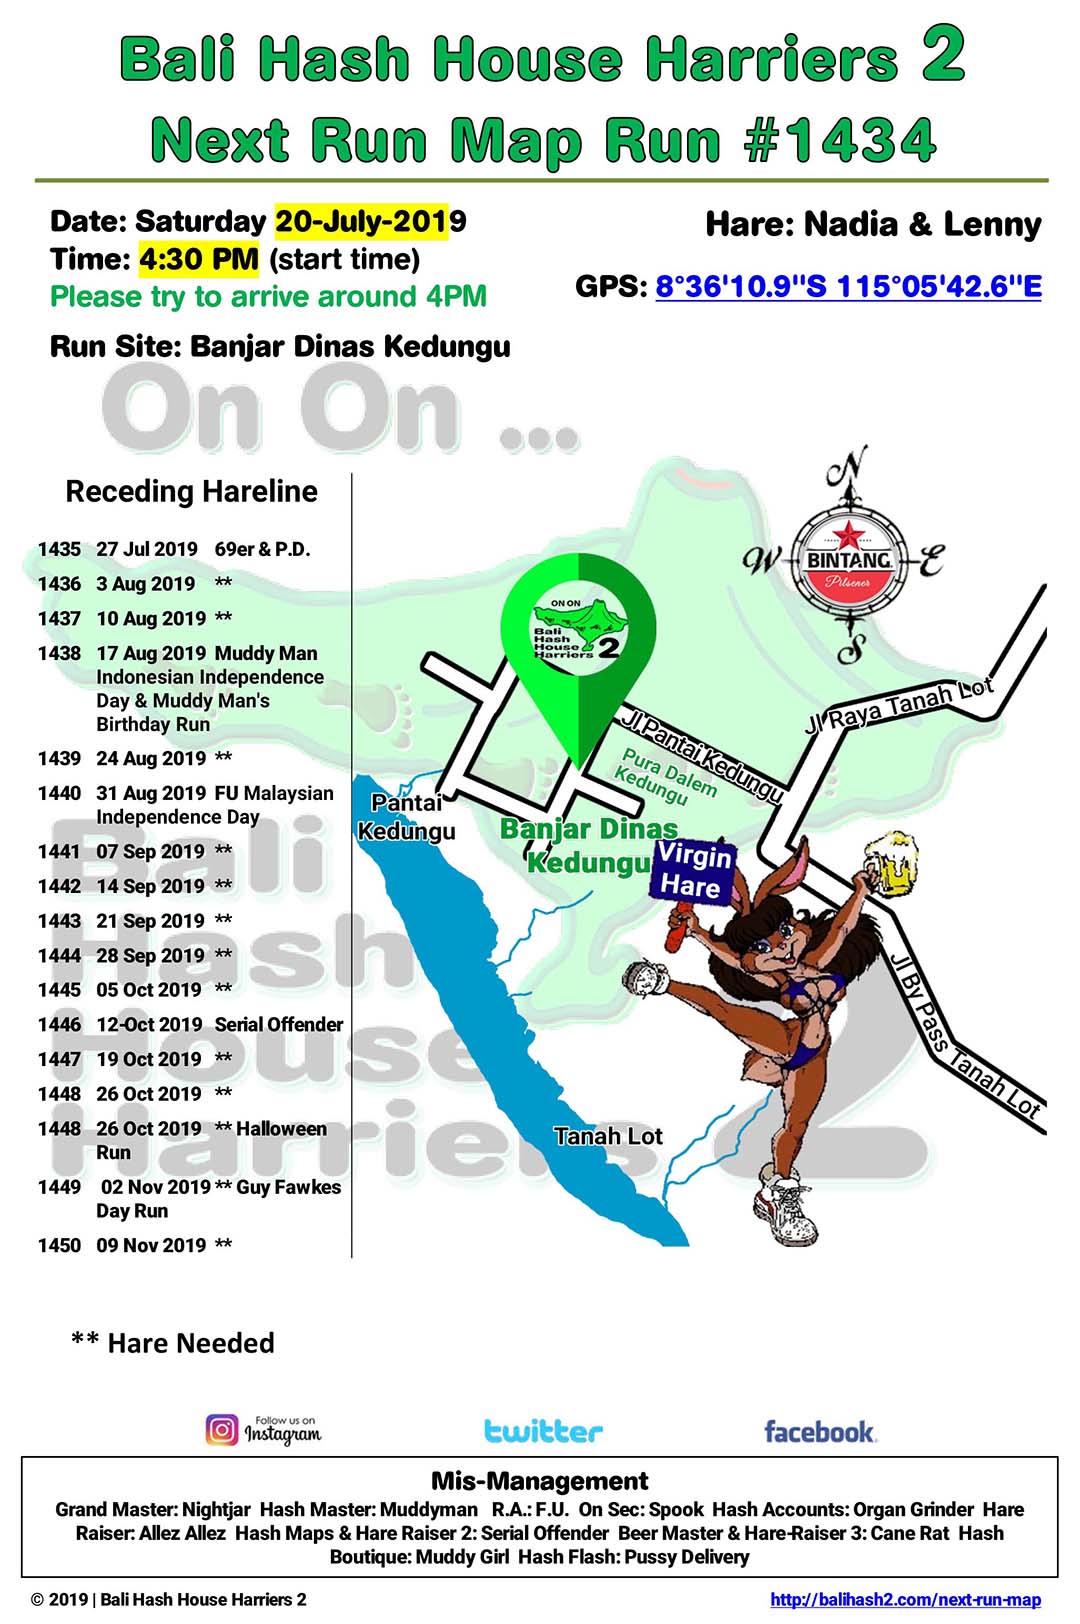 Bali Hash House Harriers 2
Next Run Map Run #1434
Date: Saturday 20-July-2019
Time: 4:30 PM (start time)
Please try to arrive around 4PM
Hare: Nadia & Lenny
GPS: 8°36'10.9"S 115°05'42.6"E
Run Site: Banjar Dinas Kedungu
On On ...
Receding Hareline
1435 27 Jul 2019 69er & P.D.
1436 3 Aug 2019 **
1437 10 Aug 2019 **
1438 17 Aug 2019 Muddy Man
Indonesian Independence
Day & Muddy Man's
Birthday Run
1439 24 Aug 2019 **
1440 31 Aug 2019 FU Malaysian
Independence Day
1441 07 Sep 2019 **
1442 14 Sep 2019 **
1443 21 Sep 2019 **
1444 28 Sep 2019 **
1445 05 Oct 2019 **
1446 12-Oct 2019 Serial Offender
1447 19 Oct 2019 **
1448 26 Oct 2019 **
1448 26 Oct 2019 ** Halloween
Run
1449 02 Nov 2019 ** Guy Fawkes
Day Run
1450 09 Nov 2019 **
** Hare Needed
Bali
Hash
House
Harriers 2
N
W
E
S
BINTANG
Pilsener
ON ON
Bali
Hash
House
Harriers 2
Jl Raya Tanah Lot
Jl Pantai Kedungu
Pura Dalem
Kedungu
Pantai
Kedungu
Banjar Dinas
Kedungu
Virgin
Hare
Jl By Pass Tanah Lot
Tanah Lot
Follow us on
Instagram
twitter
facebook
Mis-Management
Grand Master: Nightjar Hash Master: Muddyman R.A.: F.U. On Sec: Spook Hash Accounts: Organ Grinder Hare
Raiser: Allez Allez Hash Maps & Hare Raiser 2: Serial Offender Beer Master & Hare-Raiser 3: Cane Rat Hash
Boutique: Muddy Girl Hash Flash: Pussy Delivery
© 2019 | Bali Hash House Harriers 2
http://balihash2.com/next-run-map